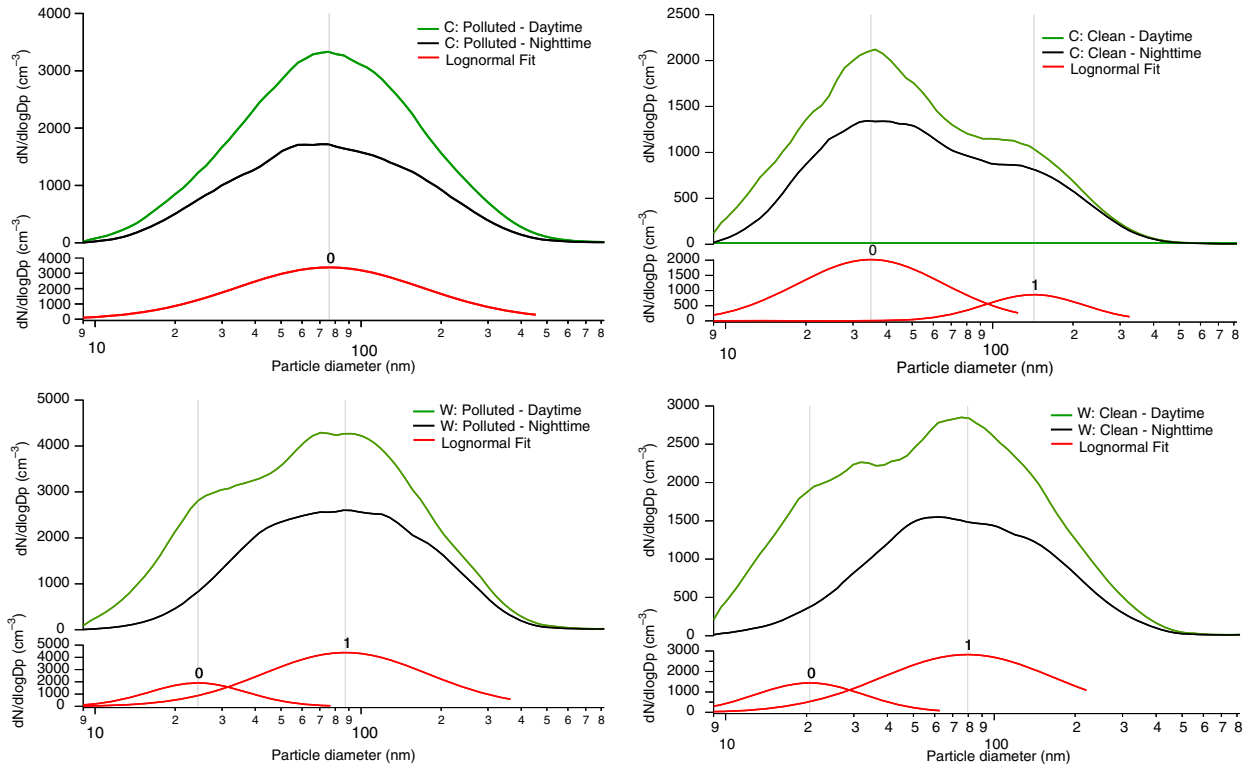 4000
3000
2000
1000
0
dN/dlogDp (cm⁻³)
C: Polluted - Daytime
C: Polluted - Nighttime
Lognormal Fit
4000
3000
2000
1000
0
dN/dlogDp (cm⁻³)
0
9 2 3 4 5 6 7 8 9 2 3 4 5 6 7 8
10 100
Particle diameter (nm)
2500
2000
1500
1000
500
0
dN/dlogDp (cm⁻³)
C: Clean - Daytime
C: Clean - Nighttime
Lognormal Fit
2000
1500
1000
500
0
dN/dlogDp (cm⁻³)
0
1
9 2 3 4 5 6 7 8 9 2 3 4 5 6 7 8
10 100
Particle diameter (nm)
5000
4000
3000
2000
1000
0
dN/dlogDp (cm⁻³)
W: Polluted - Daytime
W: Polluted - Nighttime
Lognormal Fit
5000
4000
3000
2000
1000
0
dN/dlogDp (cm⁻³)
0
1
9 2 3 4 5 6 7 8 9 2 3 4 5 6 7 8
10 100
Particle diameter (nm)
3000
2500
2000
1500
1000
500
0
dN/dlogDp (cm⁻³)
W: Clean - Daytime
W: Clean - Nighttime
Lognormal Fit
3000
2000
1000
0
dN/dlogDp (cm⁻³)
0
1
9 2 3 4 5 6 7 8 9 2 3 4 5 6 7 8
10 100
Particle diameter (nm)